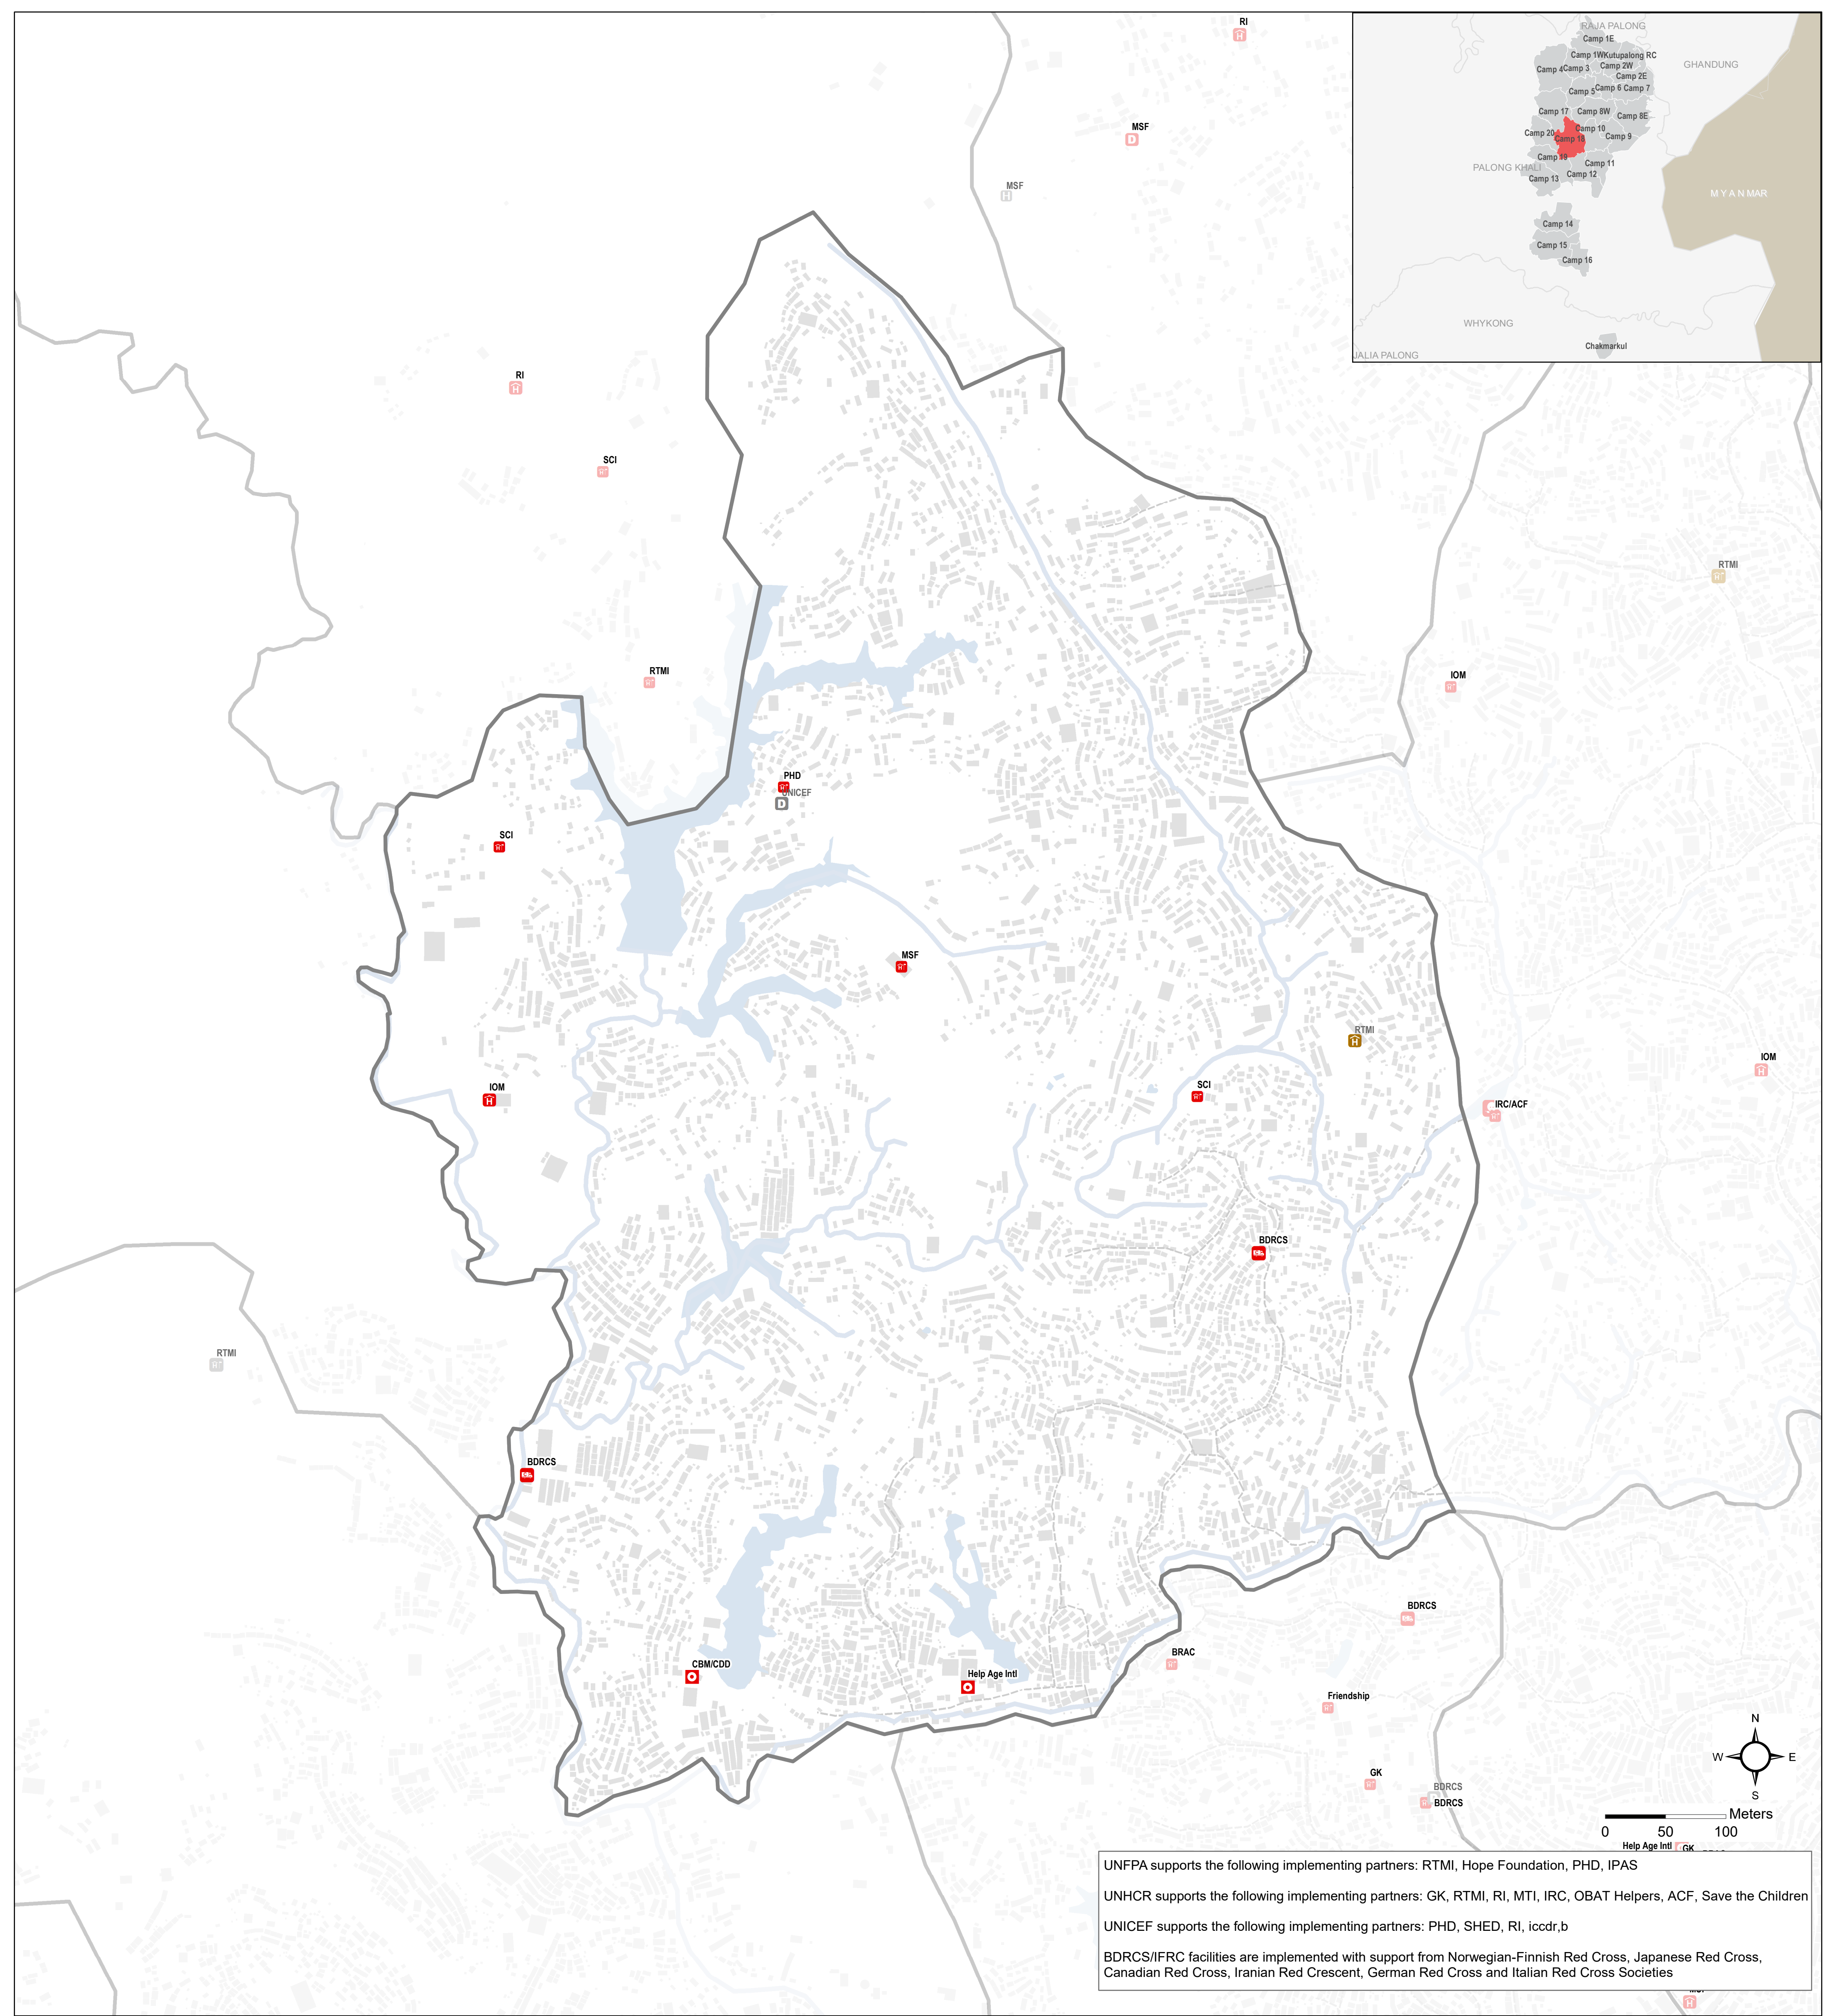 RI
MSF
MSF
RAJA PALONG
Camp 1E
Camp 1W
Kutupalong RC
GHANDUNG
Camp 4
Camp 3
Camp 2W
Camp 2E
Camp 5
Camp 6
Camp 7
Camp 17
Camp 8W
Camp 8E
Camp 20
Camp 10
Camp 18
Camp 9
Camp 19
Camp 11
PALONG KHALI
Camp 13
Camp 12
MYANMAR
Camp 14
Camp 15
Camp 16
WHYKONG
Chakmarkul
JALIA PALONG
RI
SCI
RTMI
RTMI
IOM
PHD
UNICEF
D
SCI
MSF
RTMI
H
IOM
IOM
H
SCI
IRC/ACF
BDRCS
RTMI
BDRCS
BDRCS
BRAC
CBM/CDD
Help Age Intl
Friendship
GK
BDRCS
BDRCS
N
W E
S
Meters
0 50 100
Help Age Intl GK
UNFPA supports the following implementing partners: RTMI, Hope Foundation, PHD, IPAS
UNHCR supports the following implementing partners: GK, RTMI, RI, MTI, IRC, OBAT Helpers, ACF, Save the Children
UNICEF supports the following implementing partners: PHD, SHED, RI, iccdr,b
BDRCS/IFRC facilities are implemented with support from Norwegian-Finnish Red Cross, Japanese Red Cross,
Canadian Red Cross, Iranian Red Crescent, German Red Cross and Italian Red Cross Societies